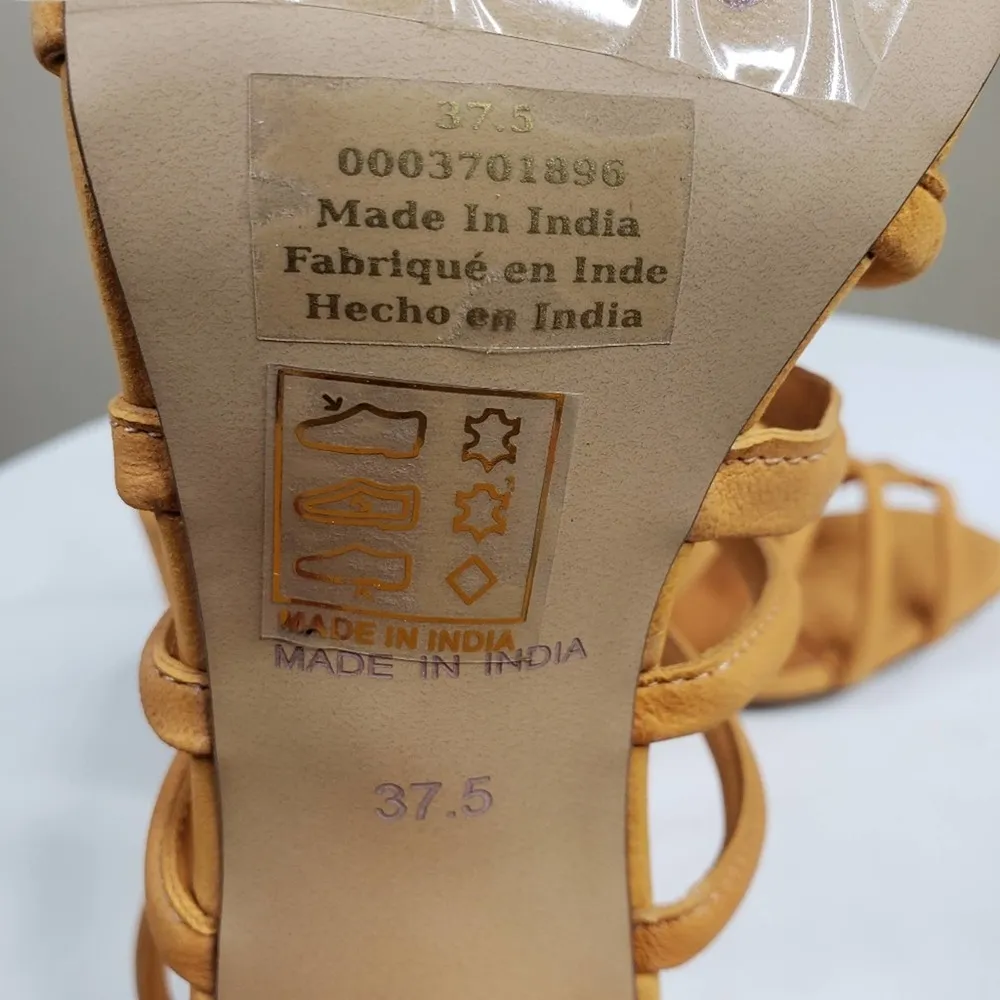 37.5
0003701896
Made In India
Fabriqué en Inde
Hecho en India
MADE IN INDIA
MADE IN INDIA
37.5